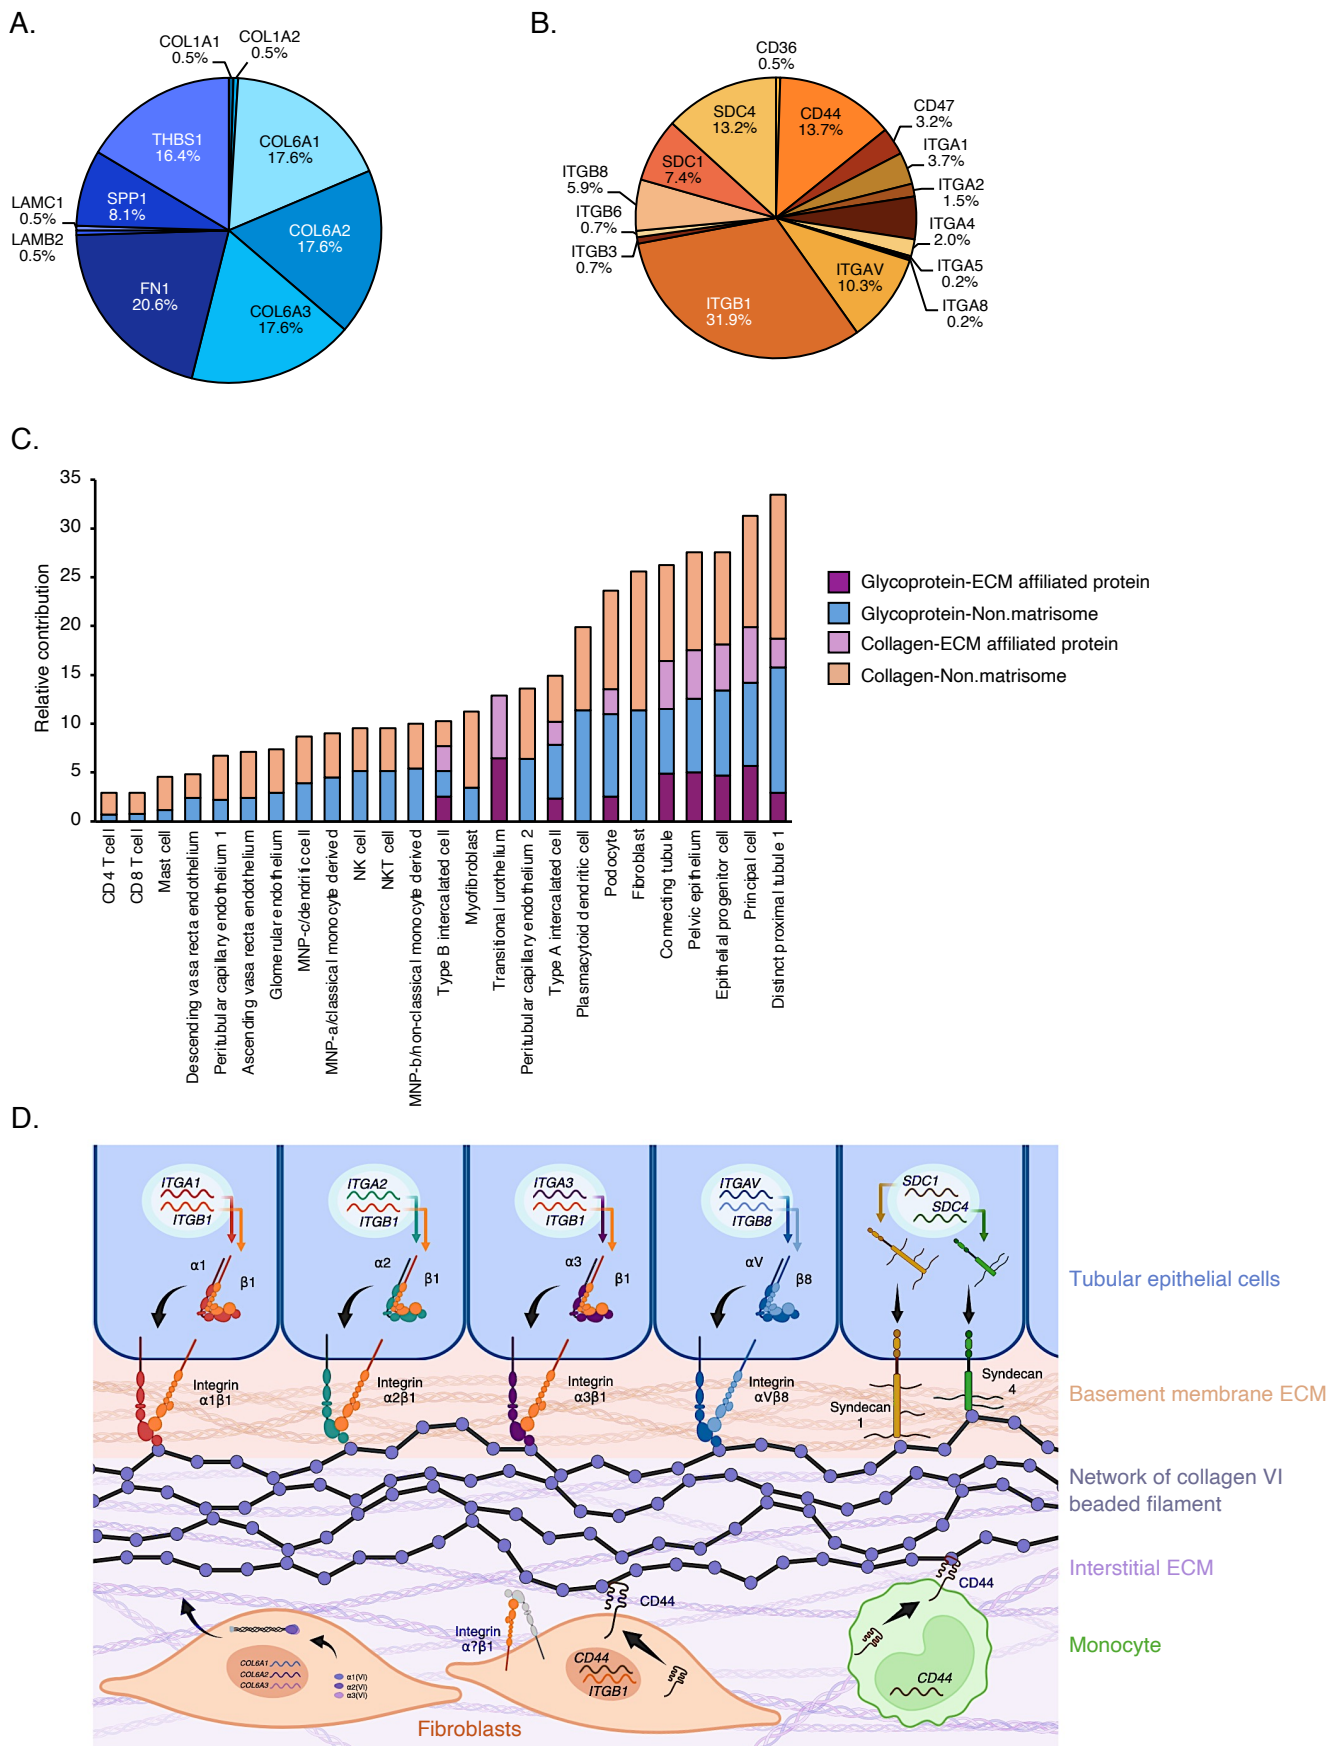 A.
COL1A1
0.5%
COL1A2
0.5%
THBS1
16.4%
COL6A1
17.6%
LAMC1
0.5%
SPP1
8.1%
LAMB2
0.5%
COL6A2
17.6%
FN1
20.6%
COL6A3
17.6%
B.
CD36
0.5%
SDC4
13.2%
CD44
13.7%
CD47
3.2%
ITGA1
3.7%
SDC1
7.4%
ITGB8
5.9%
ITGA2
1.5%
ITGB6
0.7%
ITGA4
2.0%
ITGB3
0.7%
ITGA5
0.2%
ITGAV
10.3%
ITGA8
0.2%
ITGB1
31.9%
C.
Relative contribution
35
30
25
20
15
10
5
0
Glycoprotein-ECM affiliated protein
Glycoprotein-Non.matrisome
Collagen-ECM affiliated protein
Collagen-Non.matrisome
CD4 T cell
CD8 T cell
Mast cell
Descending vasa recta endothelium
Peritubular capillary endothelium 1
Ascending vasa recta endothelium
Glomerular endothelium
MNP-c/dendritic cell
MNP-a/classical monocyte derived
NK cell
NKT cell
MNP-b/non-classical monocyte derived
Type B intercalated cell
Myofibroblast
Transitional urothelium
Peritubular capillary endothelium 2
Type A intercalated cell
Plasmacytoid dendritic cell
Podocyte
Fibroblast
Connecting tubule
Pelvic epithelium
Epithelial progenitor cell
Principal cell
Distinct proximal tubule 1
D.
ITGA1
ITGB1
α1
β1
Integrin
α1β1
ITGA2
ITGB1
α2
β1
Integrin
α2β1
ITGA3
ITGB1
α3
β1
Integrin
α3β1
ITGAV
ITGB8
αV
β8
Integrin
αVβ8
SDC1
SDC4
Syndecan
1
Syndecan
4
Tubular epithelial cells
Basement membrane ECM
Network of collagen VI
beaded filament
Interstitial ECM
Monocyte
COL6A1
COL6A2
COL6A3
α1(VI)
α2(VI)
α3(VI)
Integrin
α?β1
CD44
CD44
ITGB1
CD44
CD44
Fibroblasts